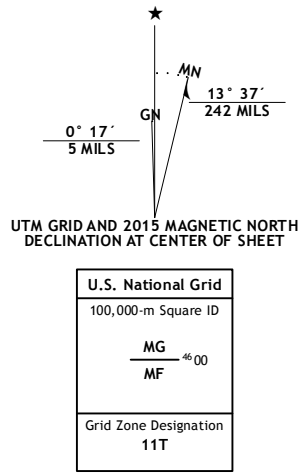 ★
MN
GN
13° 37´
242 MILS
0° 17´
5 MILS
UTM GRID AND 2015 MAGNETIC NORTH
DECLINATION AT CENTER OF SHEET
U.S. National Grid
100,000-m Square ID
MG
46 00
MF
Grid Zone Designation
11T